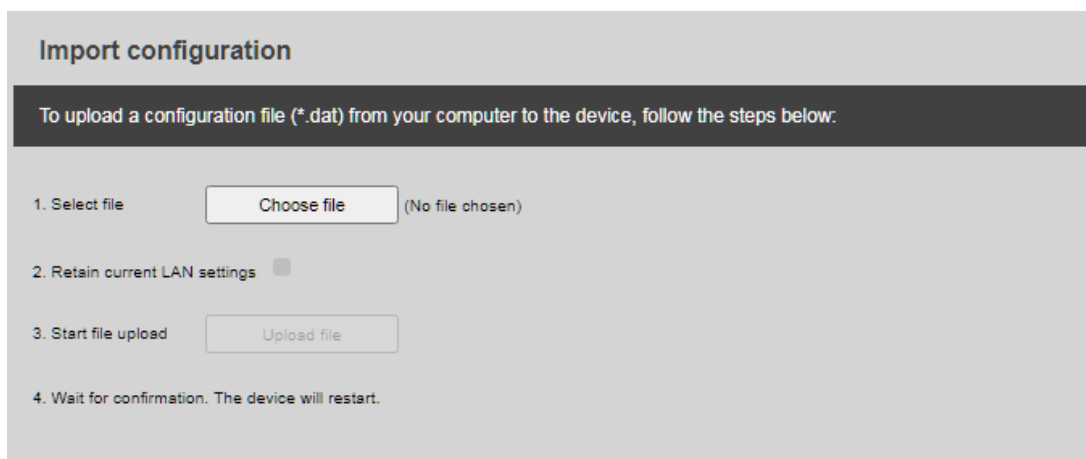 Import configuration
To upload a configuration file (*.dat) from your computer to the device, follow the steps below:
1. Select file Choose file (No file chosen)
2. Retain current LAN settings
3. Start file upload Upload file
4. Wait for confirmation. The device will restart.